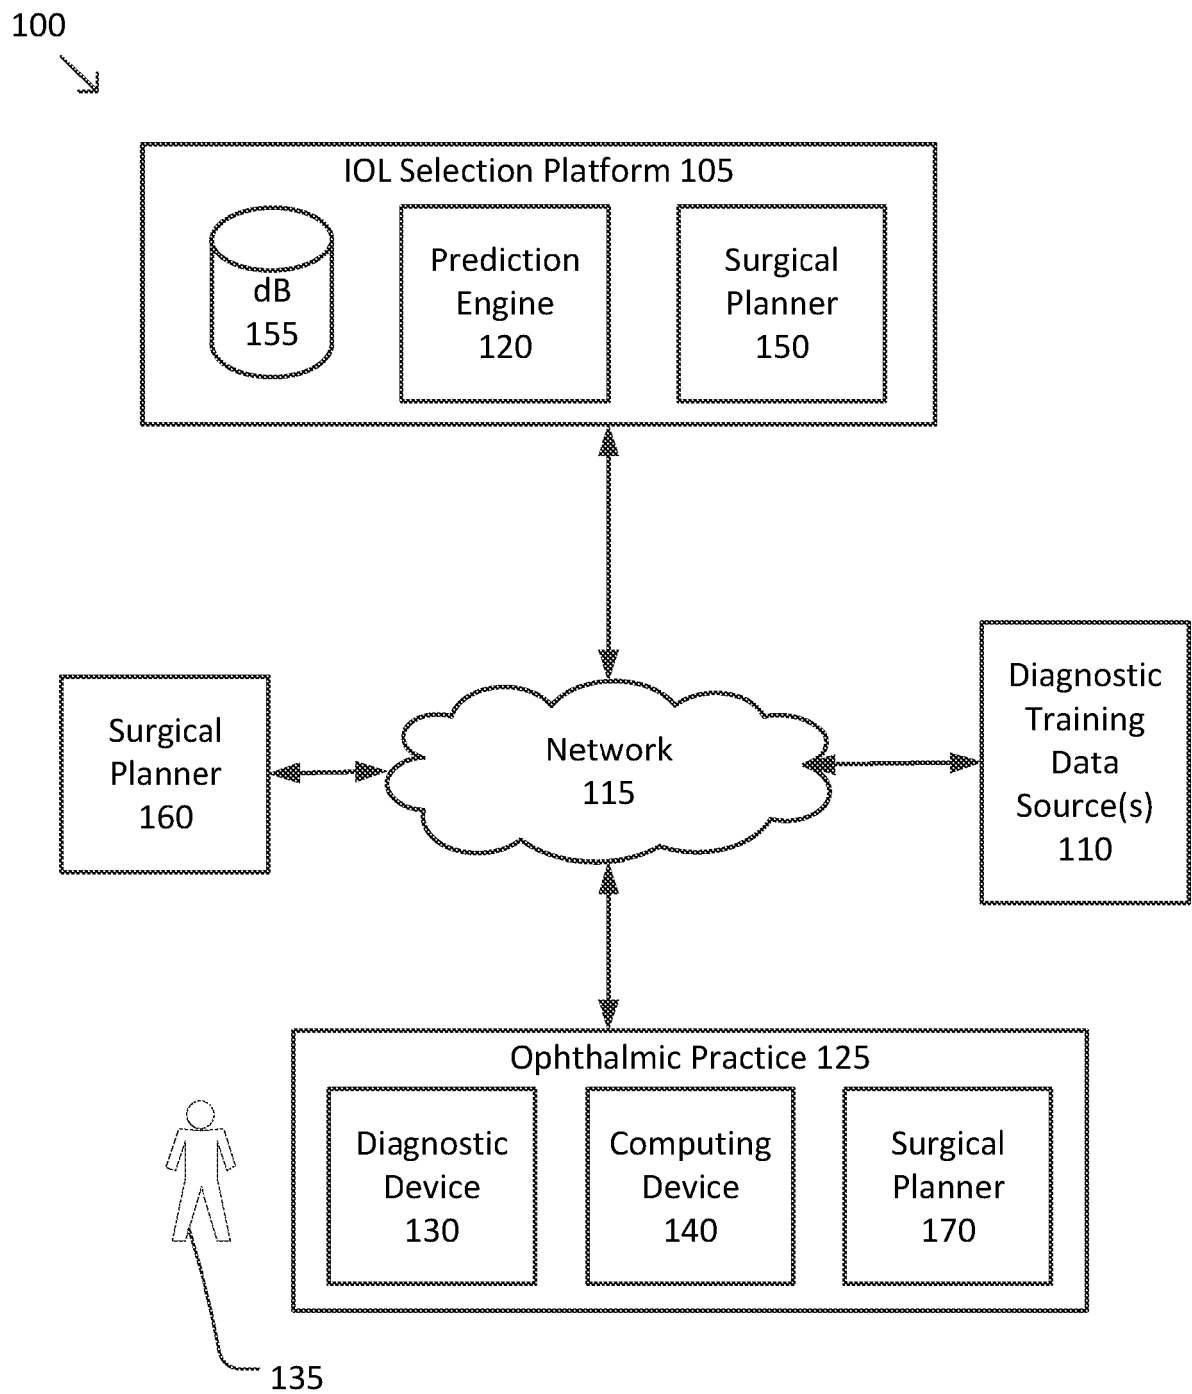 100
IOL Selection Platform 105
dB
155
Prediction
Engine
120
Surgical
Planner
150
Surgical
Planner
160
Network
115
Diagnostic
Training
Data
Source(s)
110
Ophthalmic Practice 125
Diagnostic
Device
130
Computing
Device
140
Surgical
Planner
170
135